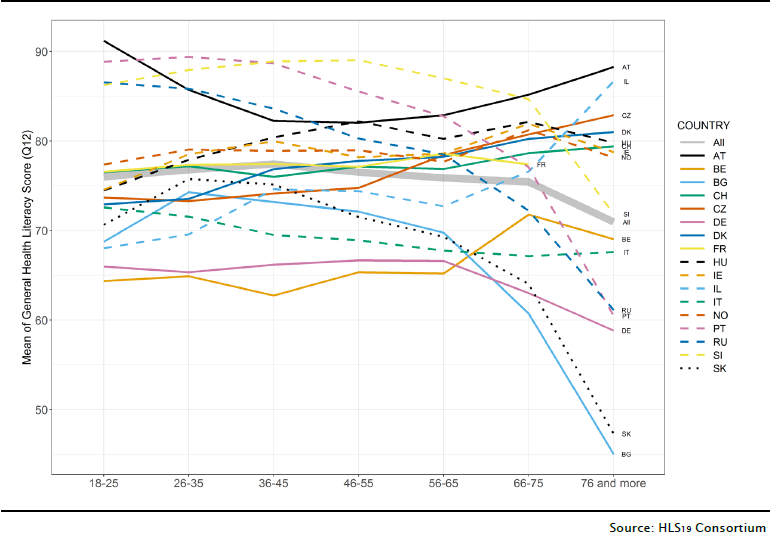 Mean of General Health Literacy Score (Q12)
90
80
70
60
50
18-25
26-35
36-45
46-55
56-65
66-75
76 and more
AT
IL
CZ
DK
CH
NO
FR
SI
All
BE
IT
RU
PT
DE
SK
BG
COUNTRY
All
AT
BE
BG
CH
CZ
DE
DK
FR
HU
IE
IL
IT
NO
PT
RU
SI
SK
Source: HLS19 Consortium